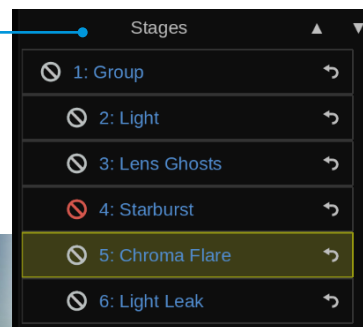 Stages
1: Group
2: Light
3: Lens Ghosts
4: Starburst
5: Chroma Flare
6: Light Leak